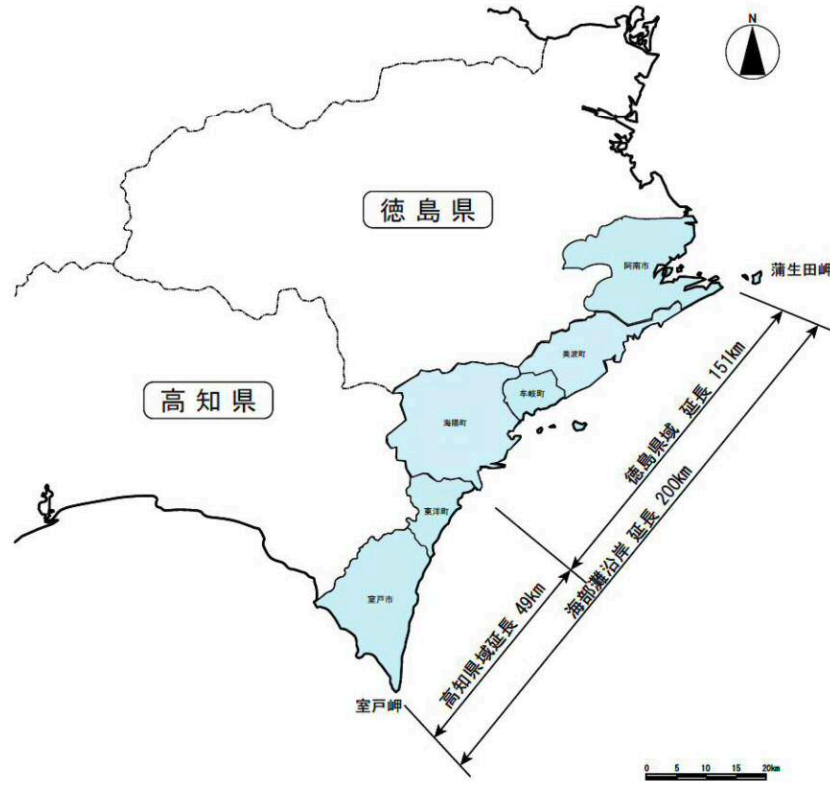 N
徳島県
阿南市
蒲生田岬
美波町
牟岐町
高知県
海陽町
徳島県域 延長 151km
海部灘沿岸 延長 200km
東洋町
室戸市
高知県域延長 49km
室戸岬
0 5 10 15 20km